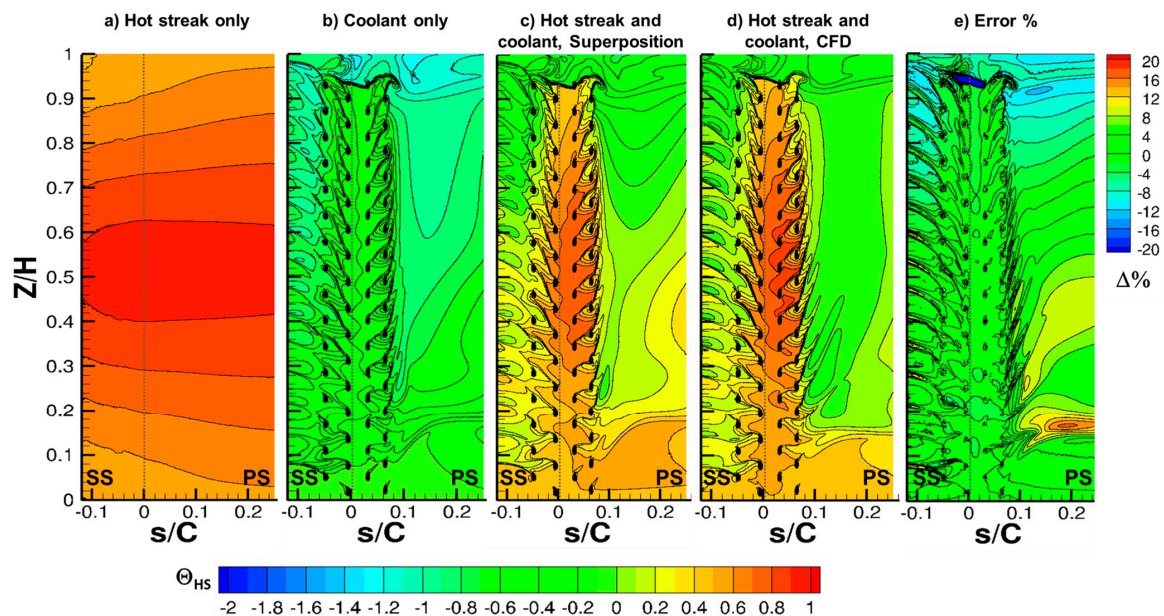 a) Hot streak only
b) Coolant only
c) Hot streak and
coolant, Superposition
d) Hot streak and
coolant, CFD
e) Error %
Z/H
1
0.9
0.8
0.7
0.6
0.5
0.4
0.3
0.2
0.1
0
SS
PS
SS
PS
SS
PS
SS
PS
SS
PS
-0.1 0 0.1 0.2
-0.1 0 0.1 0.2
-0.1 0 0.1 0.2
-0.1 0 0.1 0.2
-0.1 0 0.1 0.2
s/C
s/C
s/C
s/C
s/C
20
16
12
8
4
0
-4
-8
-12
-16
-20
Δ%
ΘHS
-2 -1.8 -1.6 -1.4 -1.2 -1 -0.8 -0.6 -0.4 -0.2 0 0.2 0.4 0.6 0.8 1